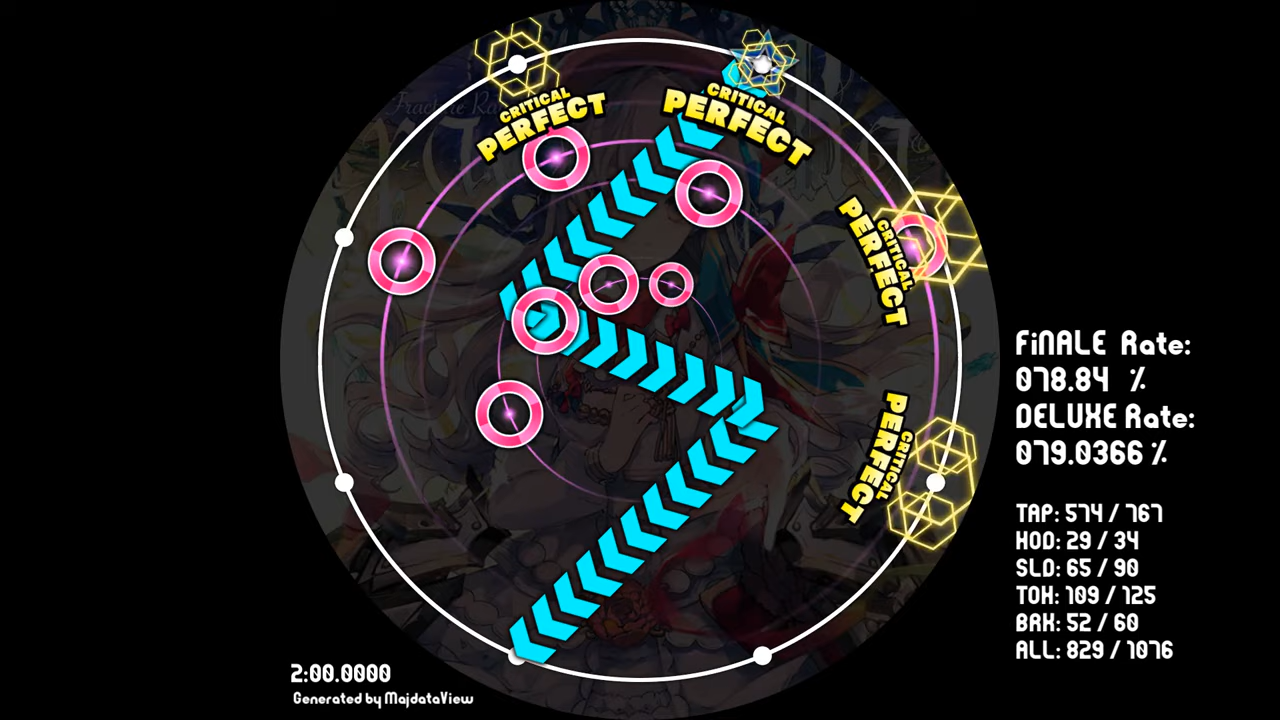 CRITICAL
PERFECT
CRITICAL
PERFECT
CRITICAL
PERFECT
CRITICAL
PERFECT
FiNALE Rate:
078.84 %
DELUXE Rate:
079.0366 %
TAP: 574 / 767
HOD: 29 / 34
SLD: 65 / 90
TOH: 109 / 125
BRK: 52 / 60
ALL: 829 / 1076
2:00.0000
Generated by MajdataView